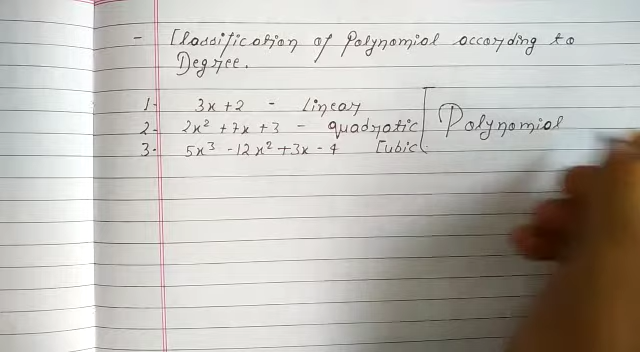 - Classification of Polynomial according to
Degree.
1- 3x + 2 - Linear
2- 2x² + 7x + 3 - quadratic
3- 5x³ - 12x² + 3x - 4 Cubic
Polynomial